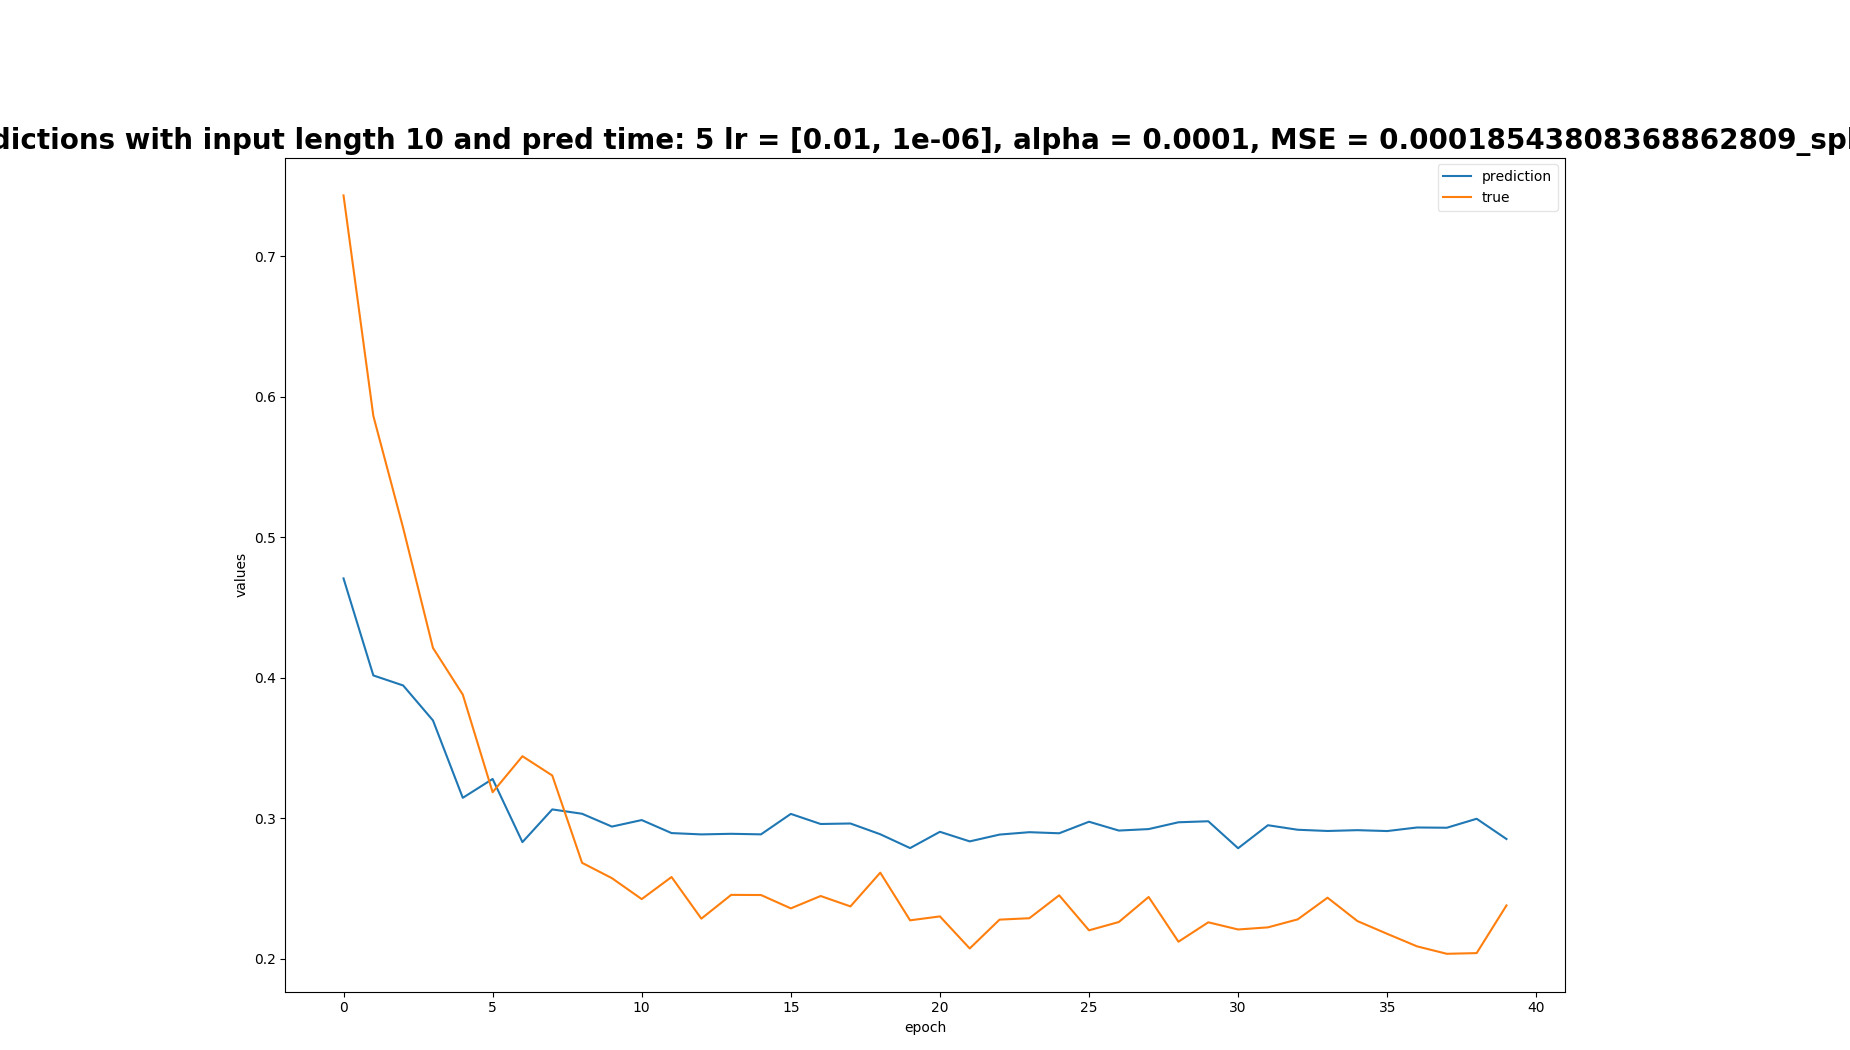 dictions with input length 10 and pred time: 5 lr = [0.01, 1e-06], alpha = 0.0001, MSE = 0.00018543808368862809_spl
prediction
true
0.7
0.6
0.5
0.4
0.3
0.2
values
0 5 10 15 20 25 30 35 40
epoch